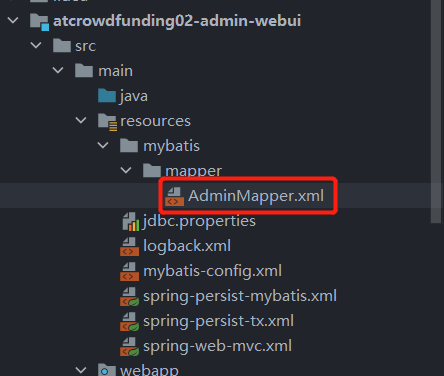 atcrowdfunding02-admin-webui
src
main
java
resources
mybatis
mapper
AdminMapper.xml
jdbc.properties
logback.xml
mybatis-config.xml
spring-persist-mybatis.xml
spring-persist-tx.xml
spring-web-mvc.xml
webapp